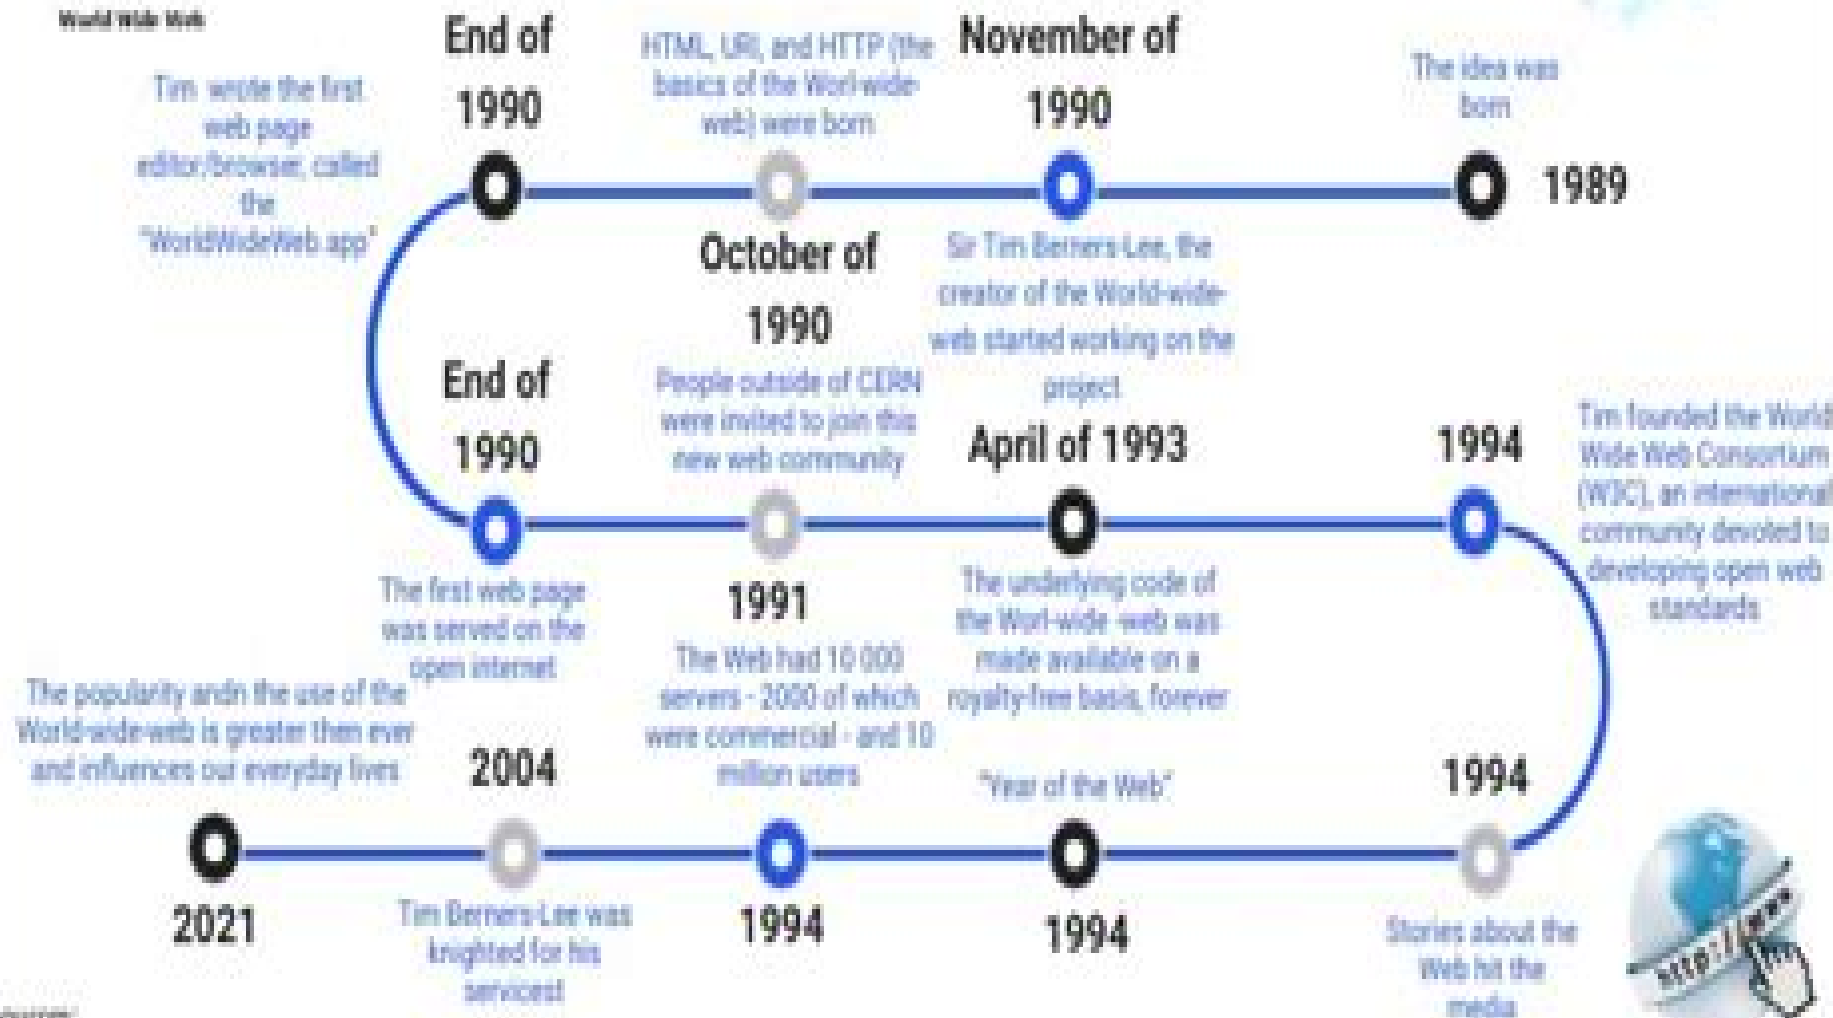 World Wide Web
The idea was
born
1989
November of
1990
Sir Tim Berners-Lee, the
creator of the World-wide-
web started working on the
project
HTML, URI, and HTTP (the
basics of the Worl-wide-
web) were born
October of
1990
End of
1990
Tim wrote the first
web page
editor/browser, called
the
"WorldWideWeb app"
End of
1990
The first web page
was served on the
open internet
People outside of CERN
were invited to join this
new web community
1991
April of 1993
The underlying code of
the Worl-wide -web was
made available on a
royalty-free basis, forever
1994
Tim founded the World
Wide Web Consortium
(W3C), an international
community devoted to
developing open web
standards
1994
Stories about the
Web hit the
media
"Year of the Web"
1994
The Web had 10 000
servers - 2000 of which
were commercial - and 10
million users
1994
2004
Tim Berners-Lee was
knighted for his
servicest
The popularity andn the use of the
World-wide-web is greater then ever
and influences our everyday lives
2021